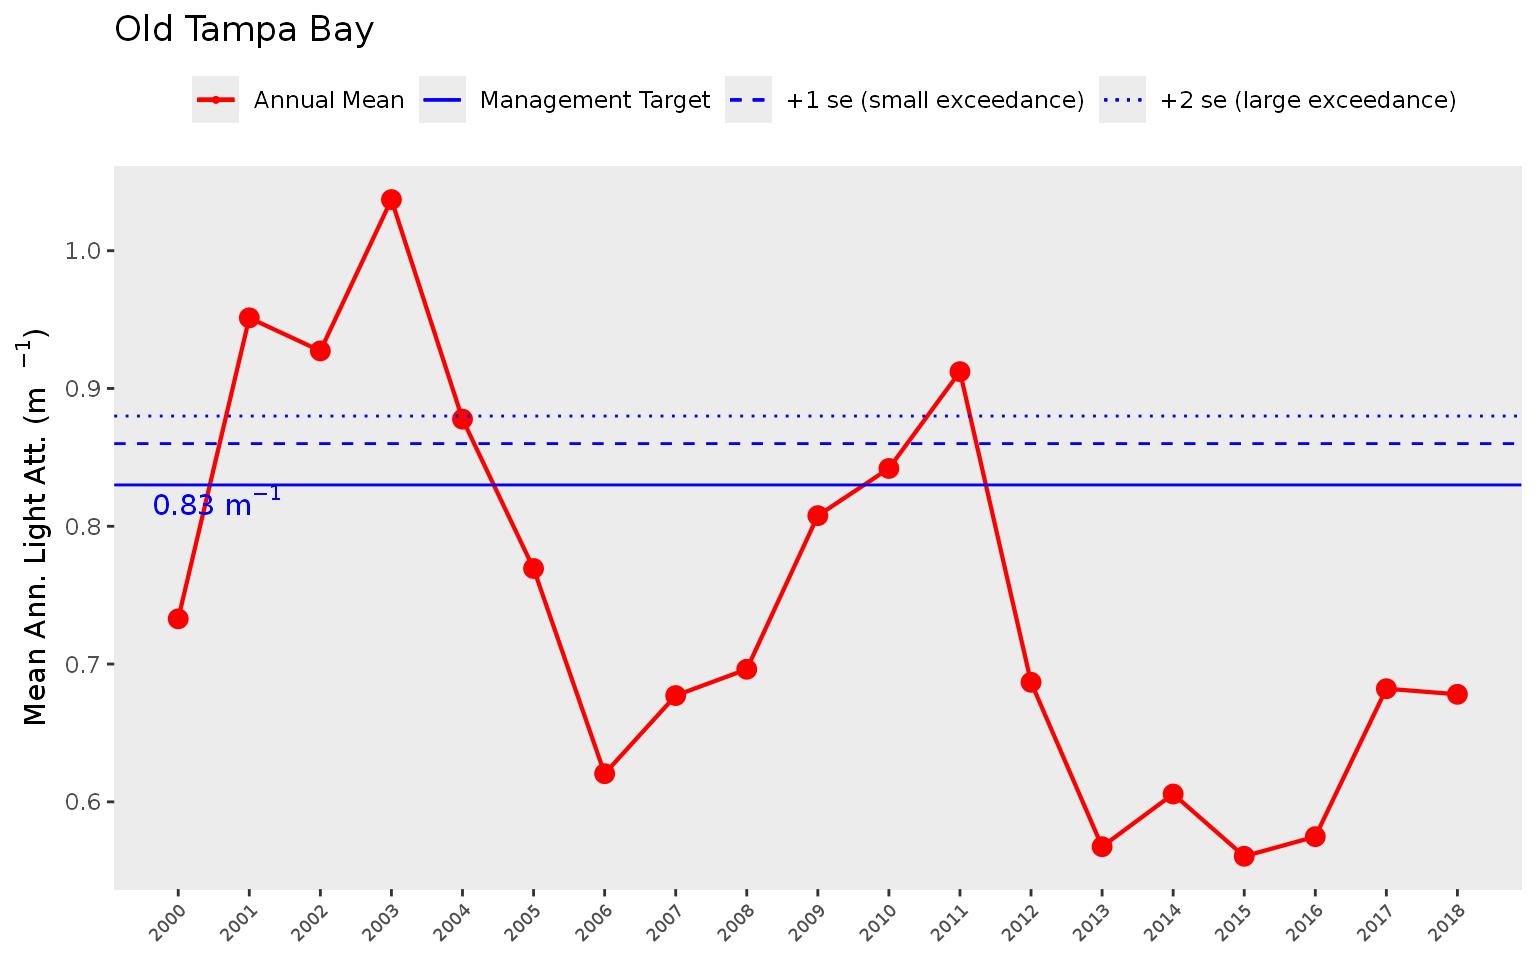 Old Tampa Bay
Annual Mean Management Target +1 se (small exceedance) +2 se (large exceedance)
Mean Ann. Light Att. (m ⁻¹)
1.0
0.9
0.8
0.7
0.6
0.83 m⁻¹
2000 2001 2002 2003 2004 2005 2006 2007 2008 2009 2010 2011 2012 2013 2014 2015 2016 2017 2018